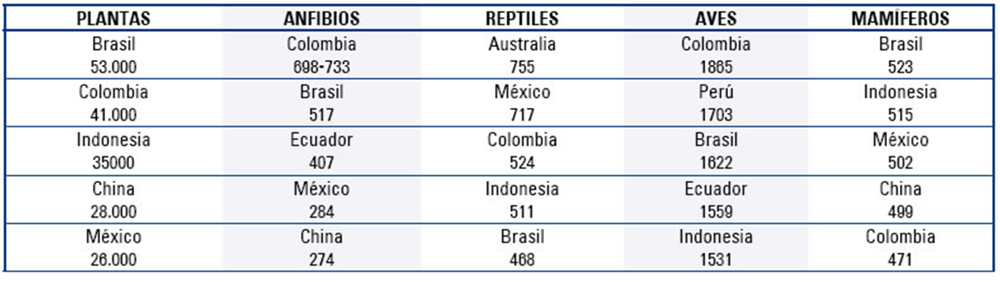 PLANTAS ANFIBIOS REPTILES AVES MAMÍFEROS
Brasil Colombia Australia Colombia Brasil
53.000 698-733 755 1865 523
Colombia Brasil México Perú Indonesia
41.000 517 717 1703 515
Indonesia Ecuador Colombia Brasil México
35000 407 524 1622 502
China México Indonesia Ecuador China
28.000 284 511 1559 499
México China Brasil Indonesia Colombia
26.000 274 468 1531 471